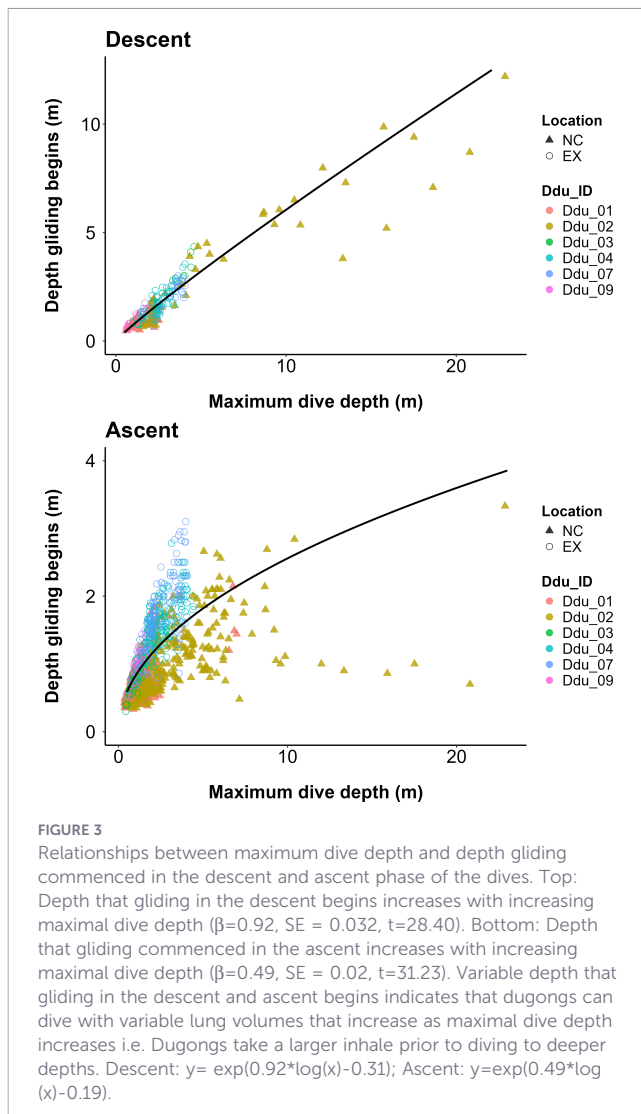 Descent
Depth gliding begins (m)
10
5
0
0 10 20
Maximum dive depth (m)
Location
NC
EX
Ddu_ID
Ddu_01
Ddu_02
Ddu_03
Ddu_04
Ddu_07
Ddu_09
Ascent
Depth gliding begins (m)
4
2
0
0 10 20
Maximum dive depth (m)
Location
NC
EX
Ddu_ID
Ddu_01
Ddu_02
Ddu_03
Ddu_04
Ddu_07
Ddu_09
FIGURE 3
Relationships between maximum dive depth and depth gliding
commenced in the descent and ascent phase of the dives. Top:
Depth that gliding in the descent begins increases with increasing
maximal dive depth (β=0.92, SE = 0.032, t=28.40). Bottom: Depth
that gliding commenced in the ascent increases with increasing
maximal dive depth (β=0.49, SE = 0.02, t=31.23). Variable depth that
gliding in the descent and ascent begins indicates that dugongs can
dive with variable lung volumes that increase as maximal dive depth
increases i.e. Dugongs take a larger inhale prior to diving to deeper
depths. Descent: y= exp(0.92*log(x)-0.31); Ascent: y=exp(0.49*log
(x)-0.19).